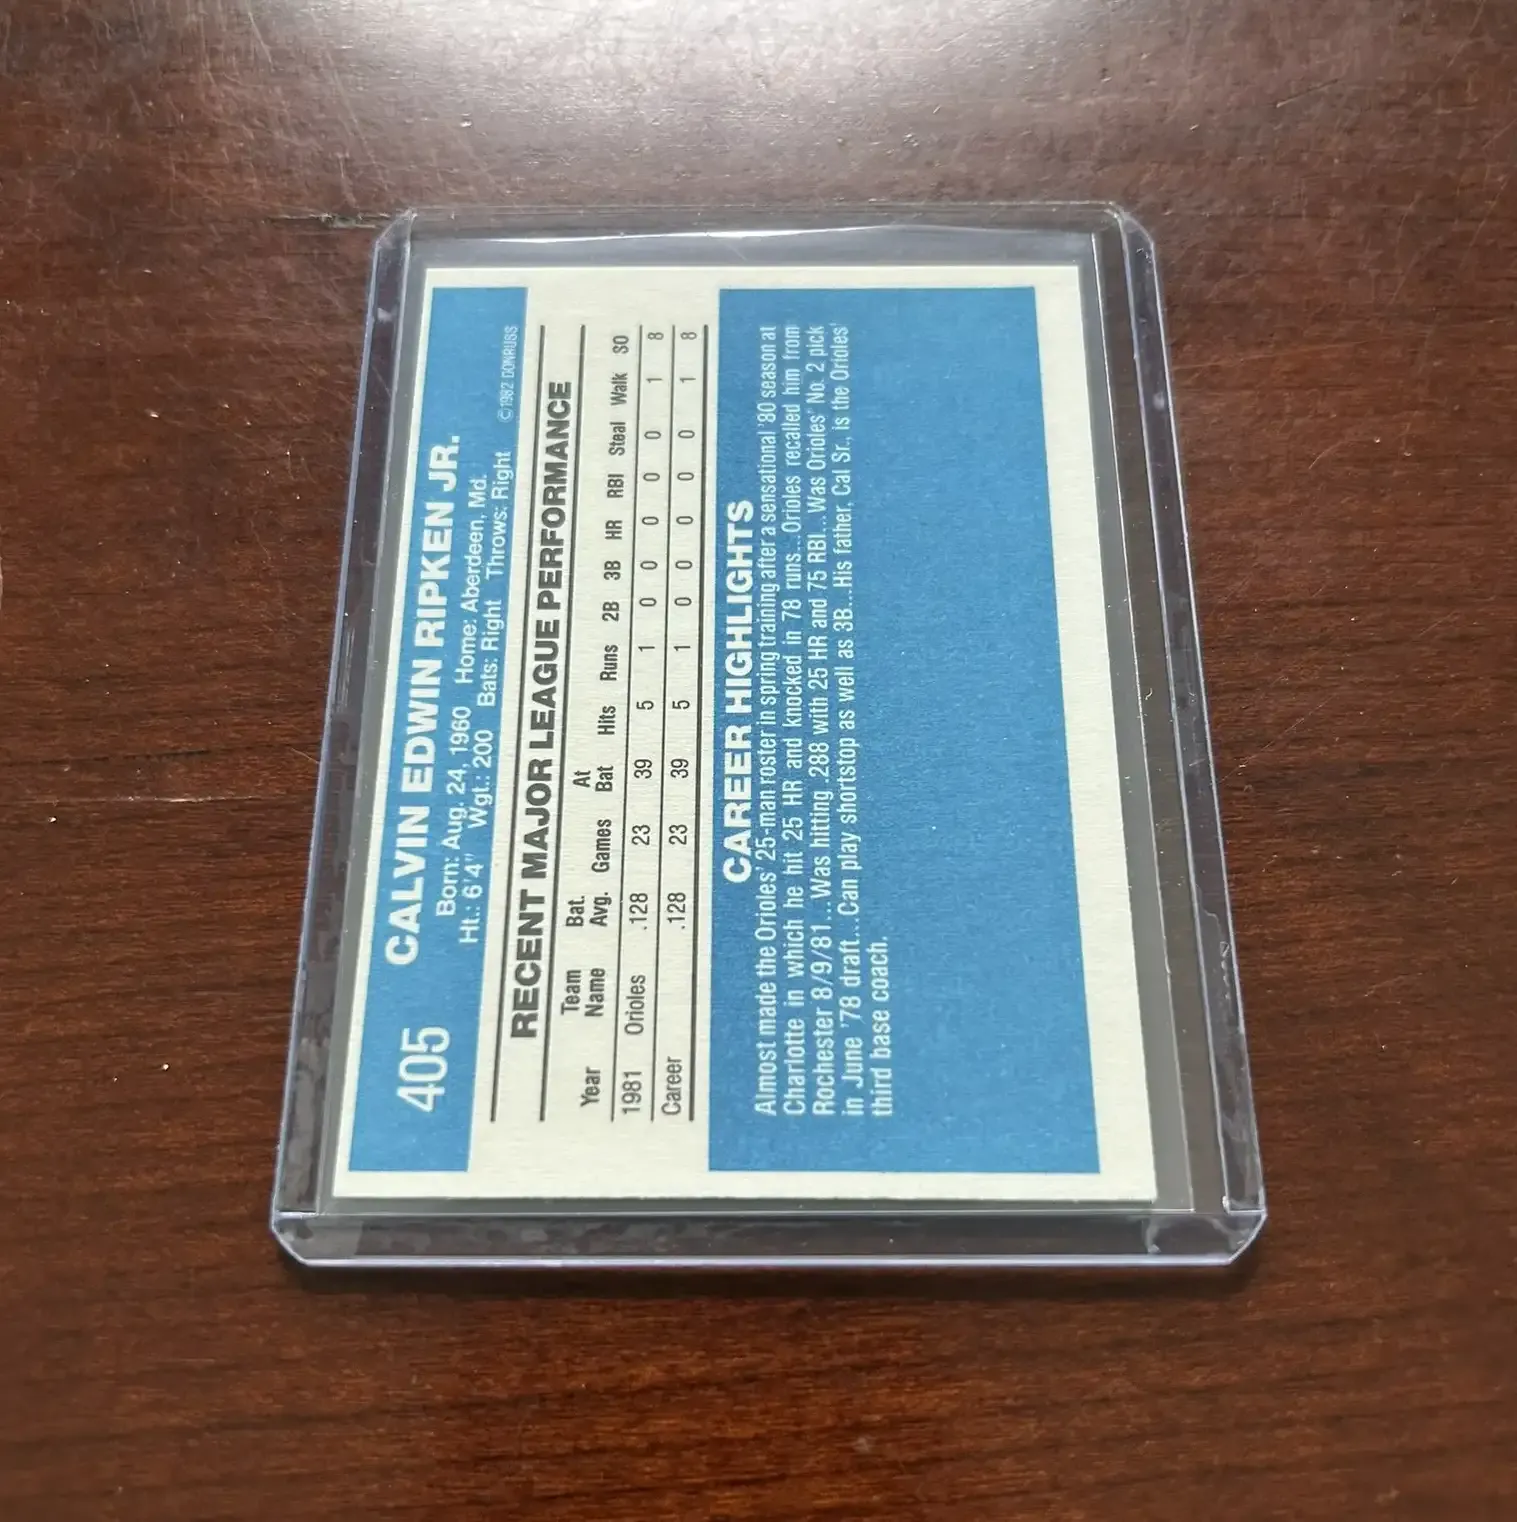 405 CALVIN EDWIN RIPKEN JR.
Born: Aug. 24, 1960 Home: Aberdeen, Md.
Ht.: 6'4" Wgt.: 200 Bats: Right Throws: Right
©1982 DONRUSS
RECENT MAJOR LEAGUE PERFORMANCE
Year Team Name Bat. Avg. Games At Bat Hits Runs 2B 3B HR RBI Steal Walk SO
1981 Orioles .128 23 39 5 1 0 0 0 0 0 1 8
Career .128 23 39 5 1 0 0 0 0 0 1 8
CAREER HIGHLIGHTS
Almost made the Orioles' 25-man roster in spring training after a sensational '80 season at
Charlotte in which he hit 25 HR and knocked in 78 runs...Orioles recalled him from
Rochester 8/9/81...Was hitting .288 with 25 HR and 75 RBI...Was Orioles' No. 2 pick
in June '78 draft...Can play shortstop as well as 3B...His father, Cal Sr., is the Orioles'
third base coach.